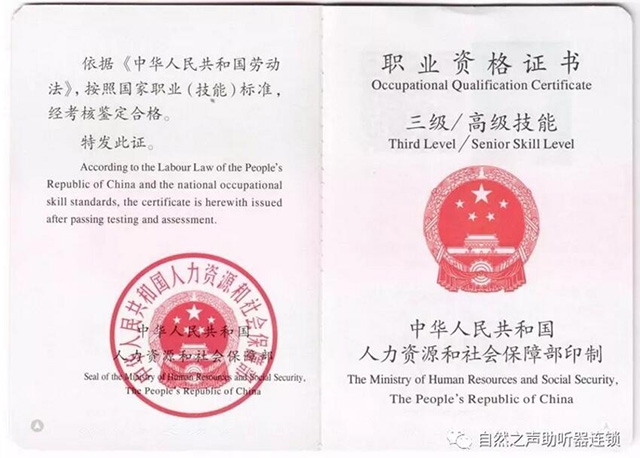 依据《中华人民共和国劳动
法》，按照国家职业（技能）标准，
经考核鉴定合格。
特发此证。
According to the Labour Law of the People's
Republic of China and the national occupational
skill standards, the certificate is herewith issued
after passing testing and assessment.
中华人民共和国人力资源和社会保障部
中华人民共和国
人力资源和社会保障部
Seal of the Ministry of Human Resources and Social Security,
The People's Republic of China
A
职业资格证书
Occupational Qualification Certificate
三级/高级技能
Third Level/Senior Skill Level
中华人民共和国
人力资源和社会保障部印制
The Ministry of Human Resources and Social Security,
The People's Republic of China
自然之声助听器连锁